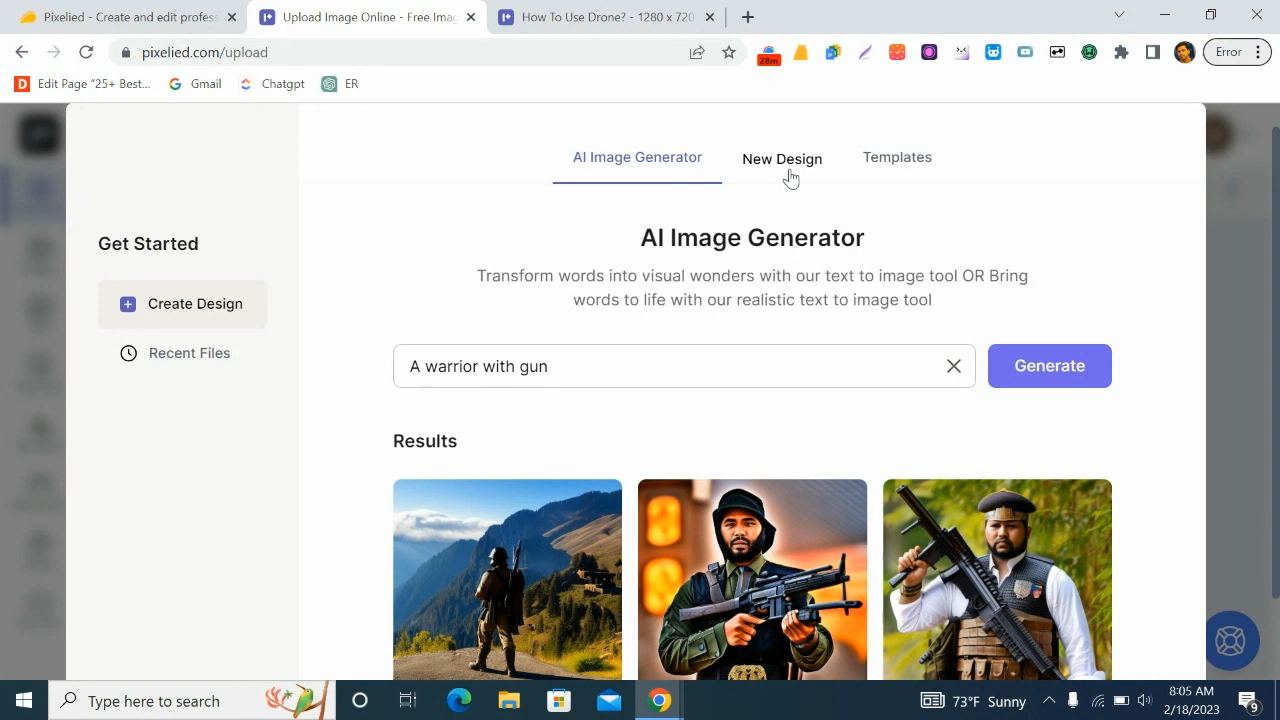 Pixelied - Create and edit profess
Upload Image Online - Free Imag
How To Use Drone? - 1280 x 720
pixelied.com/upload
28m
Error
Edit Page “25+ Best...
Gmail
Chatgpt
ER
AI Image Generator
New Design
Templates
Get Started
Create Design
Recent Files
AI Image Generator
Transform words into visual wonders with our text to image tool OR Bring
words to life with our realistic text to image tool
A warrior with gun
Generate
Results
Type here to search
73°F Sunny
8:05 AM
2/18/2023
9